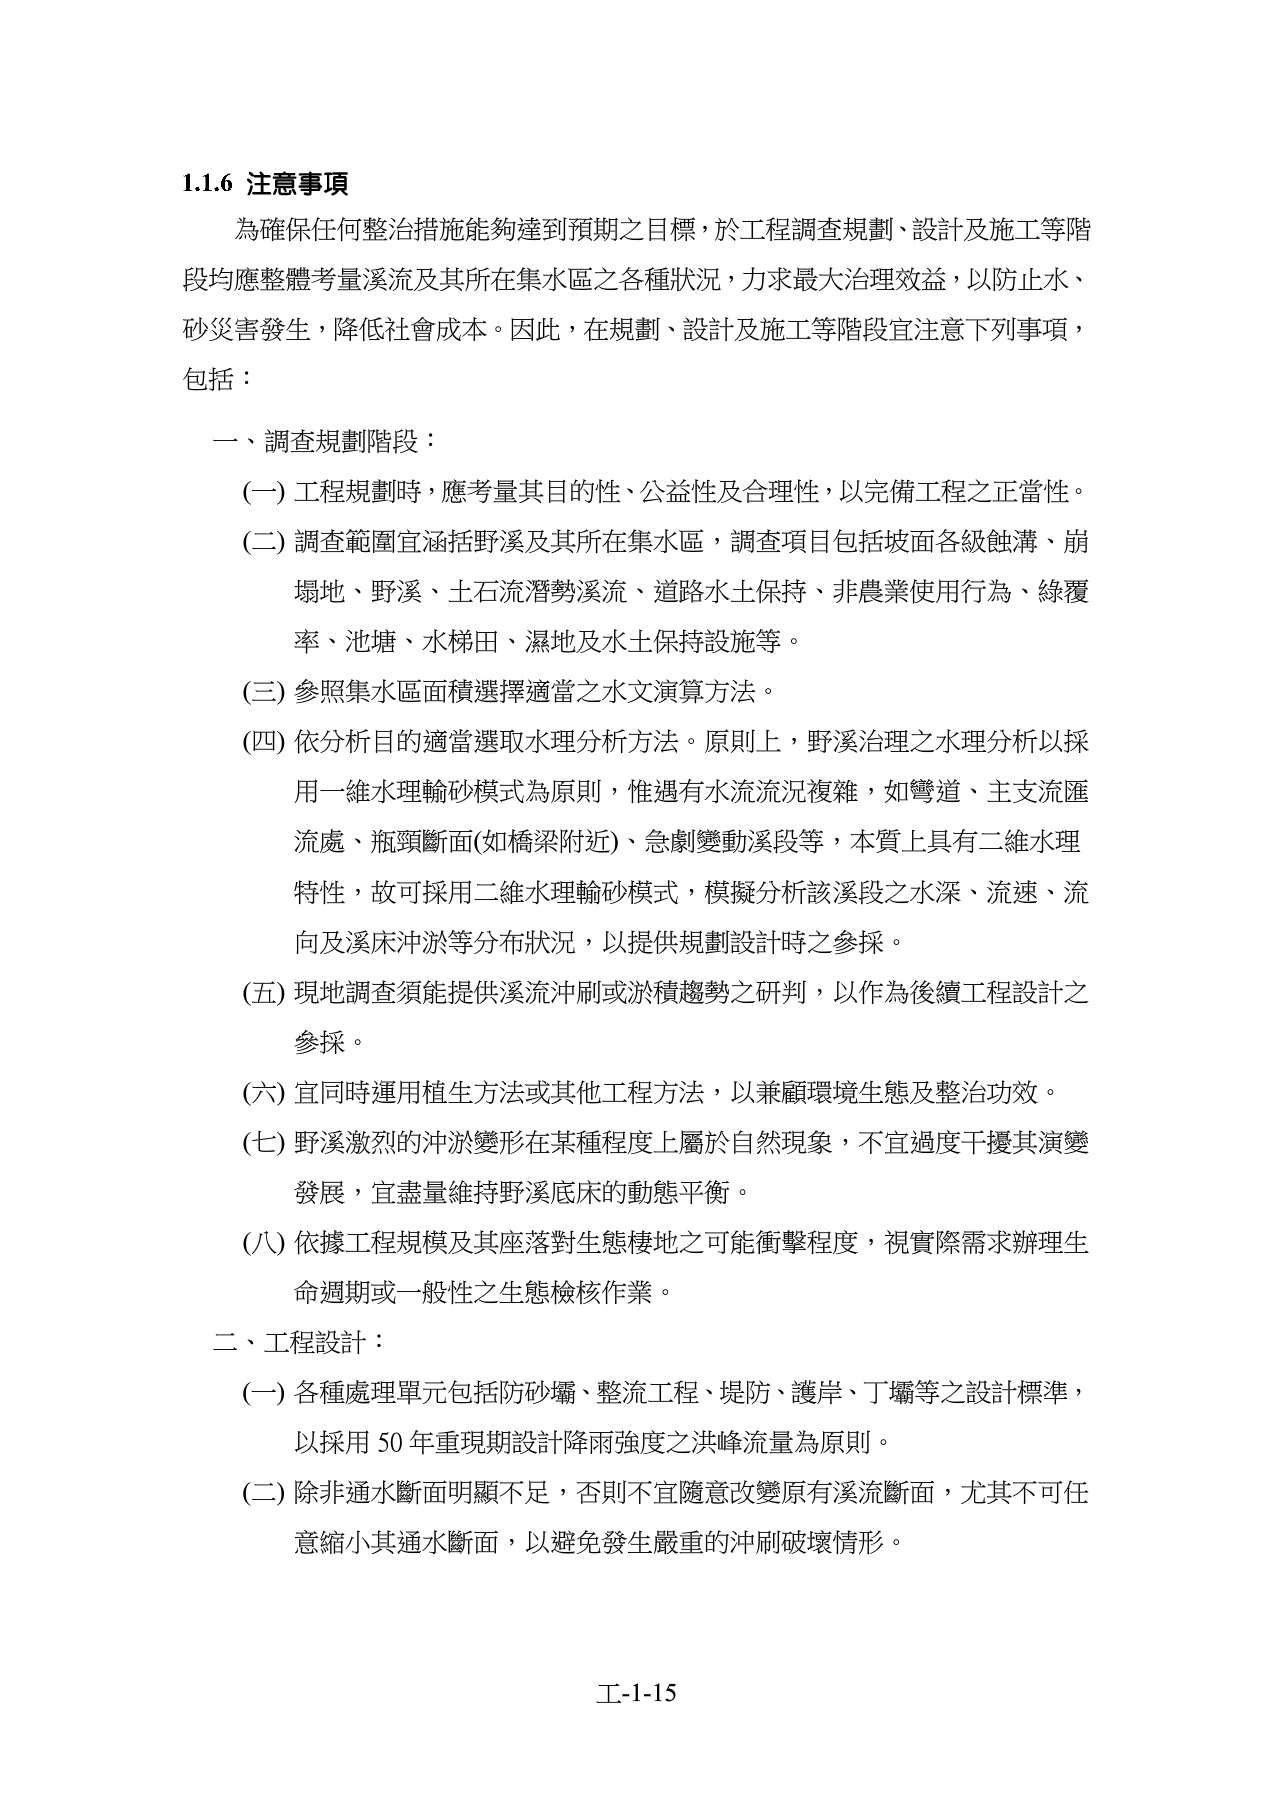 1.1.6 注意事項
為確保任何整治措施能夠達到預期之目標，於工程調查規劃、設計及施工等階
段均應整體考量溪流及其所在集水區之各種狀況，力求最大治理效益，以防止水、
砂災害發生，降低社會成本。因此，在規劃、設計及施工等階段宜注意下列事項，
包括：
一、調查規劃階段：
(一) 工程規劃時，應考量其目的性、公益性及合理性，以完備工程之正當性。
(二) 調查範圍宜涵括野溪及其所在集水區，調查項目包括坡面各級蝕溝、崩
塌地、野溪、土石流潛勢溪流、道路水土保持、非農業使用行為、綠覆
率、池塘、水梯田、濕地及水土保持設施等。
(三) 參照集水區面積選擇適當之水文演算方法。
(四) 依分析目的適當選取水理分析方法。原則上，野溪治理之水理分析以採
用一維水理輸砂模式為原則，惟遇有水流流況複雜，如彎道、主支流匯
流處、瓶頸斷面(如橋梁附近)、急劇變動溪段等，本質上具有二維水理
特性，故可採用二維水理輸砂模式，模擬分析該溪段之水深、流速、流
向及溪床沖淤等分布狀況，以提供規劃設計時之參採。
(五) 現地調查須能提供溪流沖刷或淤積趨勢之研判，以作為後續工程設計之
參採。
(六) 宜同時運用植生方法或其他工程方法，以兼顧環境生態及整治功效。
(七) 野溪激烈的沖淤變形在某種程度上屬於自然現象，不宜過度干擾其演變
發展，宜盡量維持野溪底床的動態平衡。
(八) 依據工程規模及其座落對生態棲地之可能衝擊程度，視實際需求辦理生
命週期或一般性之生態檢核作業。
二、工程設計：
(一) 各種處理單元包括防砂壩、整流工程、堤防、護岸、丁壩等之設計標準，
以採用 50 年重現期設計降雨強度之洪峰流量為原則。
(二) 除非通水斷面明顯不足，否則不宜隨意改變原有溪流斷面，尤其不可任
意縮小其通水斷面，以避免發生嚴重的沖刷破壞情形。
工-1-15